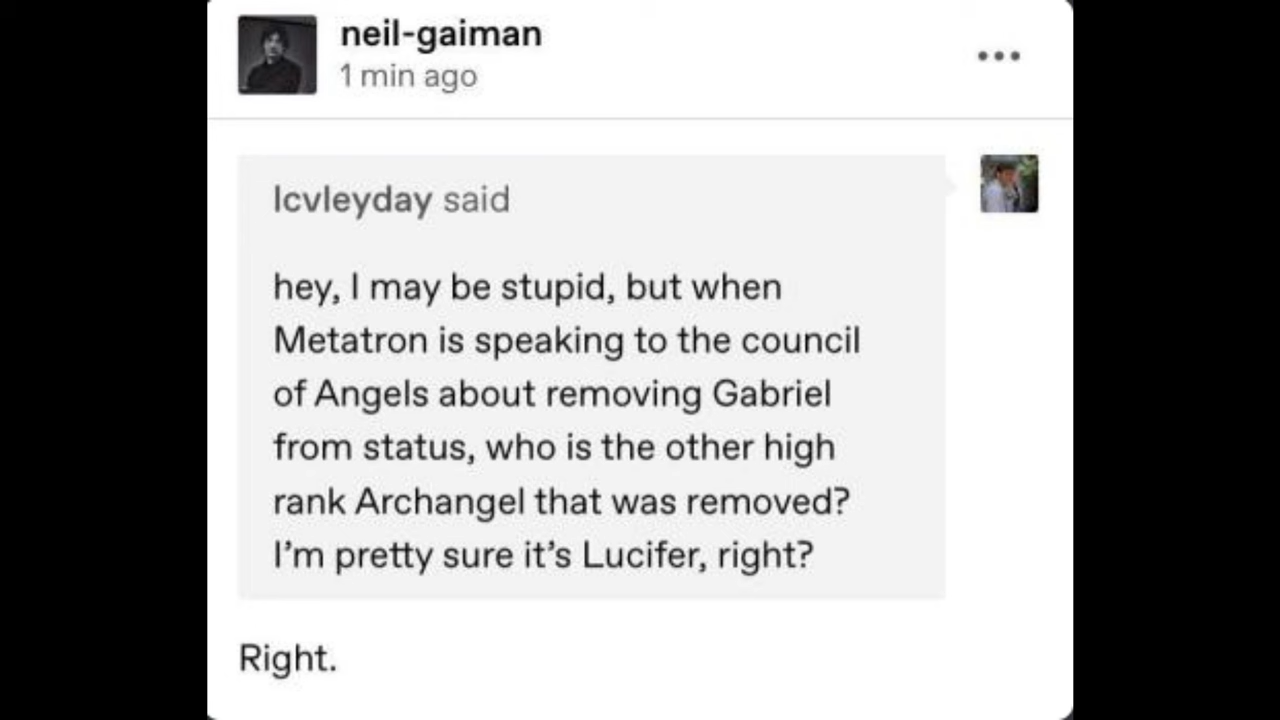 neil-gaiman
1 min ago
lcvleyday said
hey, I may be stupid, but when
Metatron is speaking to the council
of Angels about removing Gabriel
from status, who is the other high
rank Archangel that was removed?
I’m pretty sure it’s Lucifer, right?
Right.